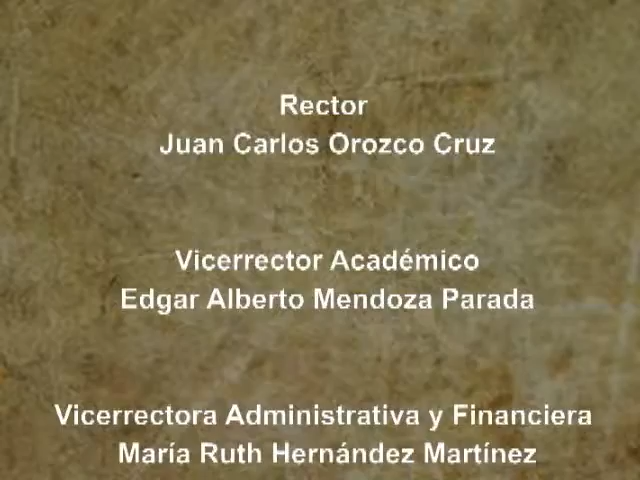 Rector
Juan Carlos Orozco Cruz
Vicerrector Académico
Edgar Alberto Mendoza Parada
Vicerrectora Administrativa y Financiera
María Ruth Hernández Martínez